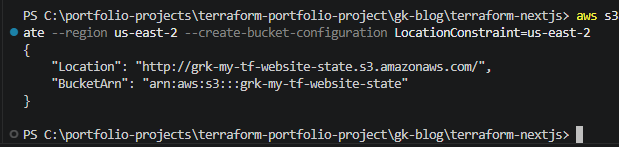 PS C:\portfolio-projects\terraform-portfolio-project\gk-blog\terraform-nextjs> aws s3
ate --region us-east-2 --create-bucket-configuration LocationConstraint=us-east-2
{
    "Location": "http://grk-my-tf-website-state.s3.amazonaws.com/",
    "BucketArn": "arn:aws:s3:::grk-my-tf-website-state"
}
PS C:\portfolio-projects\terraform-portfolio-project\gk-blog\terraform-nextjs>